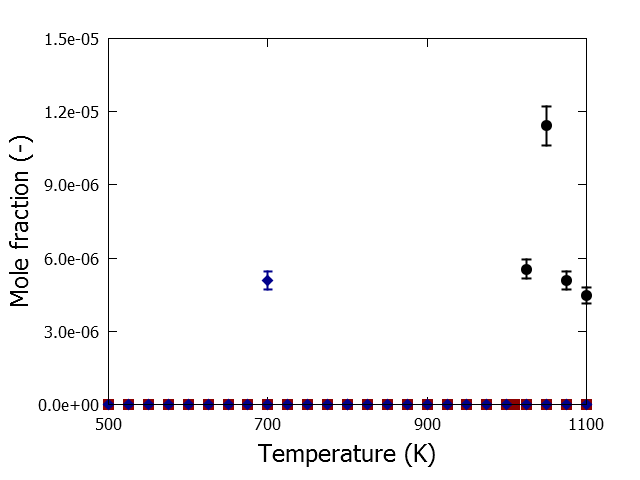 1.5e-05
1.2e-05
9.0e-06
6.0e-06
3.0e-06
0.0e+00
500 700 900 1100
Temperature (K)
Mole fraction (-)